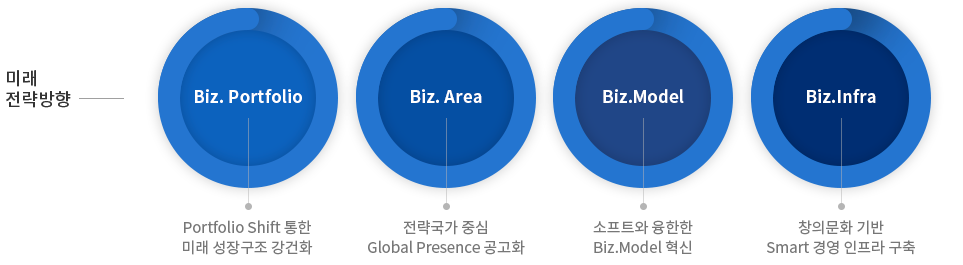 미래
전략방향
Biz. Portfolio
Biz. Area
Biz.Model
Biz.Infra
Portfolio Shift 통한
미래 성장구조 강건화
전략국가 중심
Global Presence 공고화
소프트와 융한한
Biz.Model 혁신
창의문화 기반
Smart 경영 인프라 구축